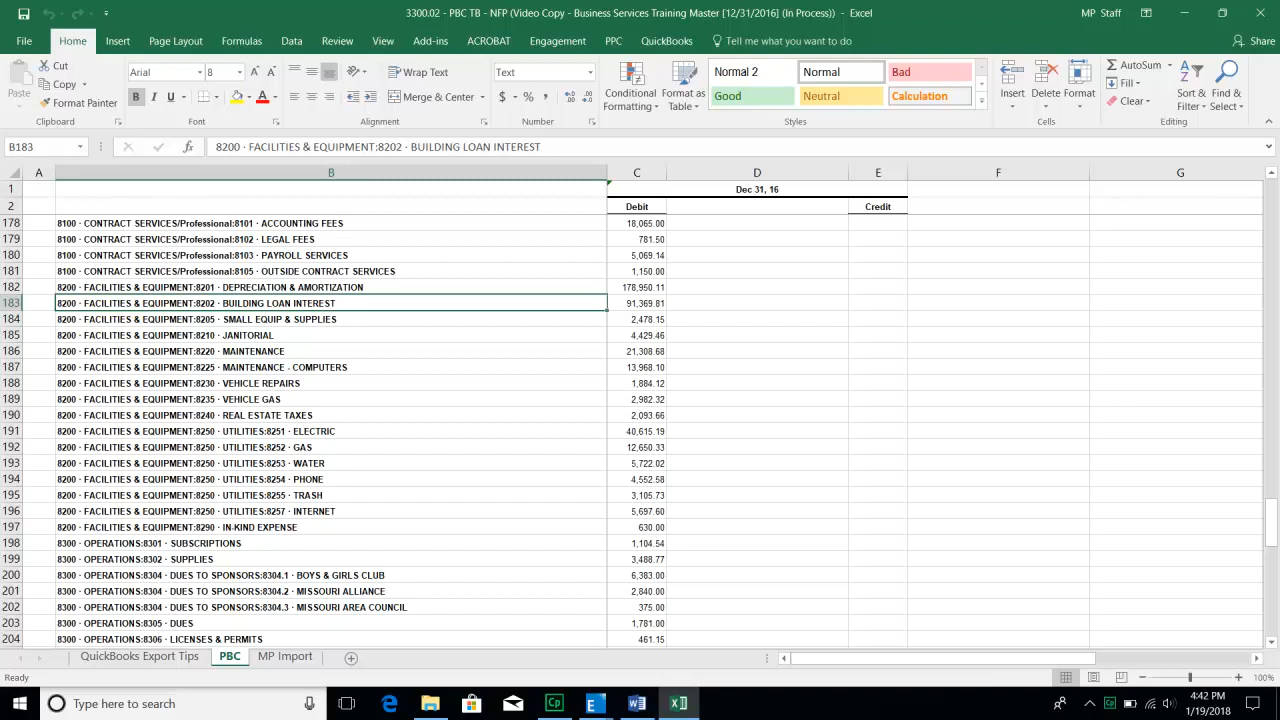 3300.02 - PBC TB - NFP (Video Copy - Business Services Training Master [12/31/2016] (In Process)) - Excel
MP Staff
File Home Insert Page Layout Formulas Data Review View Add-ins ACROBAT Engagement PPC QuickBooks Tell me what you want to do Share
Paste
Cut
Copy
Format Painter
Clipboard
Arial 8
B I U
Font
Wrap Text
Merge & Center
Alignment
Text
$ % ,
Number
Conditional Formatting
Format as Table
Normal 2 Normal Bad
Good Neutral Calculation
Styles
Insert Delete Format
Cells
AutoSum
Fill
Clear
Sort & Filter
Find & Select
Editing
B183 fx 8200 · FACILITIES & EQUIPMENT:8202 · BUILDING LOAN INTEREST
A B C D E F G
1 Dec 31, 16
2 Debit Credit
178 8100 · CONTRACT SERVICES/Professional:8101 · ACCOUNTING FEES 18,065.00
179 8100 · CONTRACT SERVICES/Professional:8102 · LEGAL FEES 781.50
180 8100 · CONTRACT SERVICES/Professional:8103 · PAYROLL SERVICES 5,069.14
181 8100 · CONTRACT SERVICES/Professional:8105 · OUTSIDE CONTRACT SERVICES 1,150.00
182 8200 · FACILITIES & EQUIPMENT:8201 · DEPRECIATION & AMORTIZATION 178,950.11
183 8200 · FACILITIES & EQUIPMENT:8202 · BUILDING LOAN INTEREST 91,369.81
184 8200 · FACILITIES & EQUIPMENT:8205 · SMALL EQUIP & SUPPLIES 2,478.15
185 8200 · FACILITIES & EQUIPMENT:8210 · JANITORIAL 4,429.46
186 8200 · FACILITIES & EQUIPMENT:8220 · MAINTENANCE 21,308.68
187 8200 · FACILITIES & EQUIPMENT:8225 · MAINTENANCE - COMPUTERS 13,968.10
188 8200 · FACILITIES & EQUIPMENT:8230 · VEHICLE REPAIRS 1,884.12
189 8200 · FACILITIES & EQUIPMENT:8235 · VEHICLE GAS 2,982.32
190 8200 · FACILITIES & EQUIPMENT:8240 · REAL ESTATE TAXES 2,093.66
191 8200 · FACILITIES & EQUIPMENT:8250 · UTILITIES:8251 · ELECTRIC 40,615.19
192 8200 · FACILITIES & EQUIPMENT:8250 · UTILITIES:8252 · GAS 12,650.33
193 8200 · FACILITIES & EQUIPMENT:8250 · UTILITIES:8253 · WATER 5,722.02
194 8200 · FACILITIES & EQUIPMENT:8250 · UTILITIES:8254 · PHONE 4,552.58
195 8200 · FACILITIES & EQUIPMENT:8250 · UTILITIES:8255 · TRASH 3,105.73
196 8200 · FACILITIES & EQUIPMENT:8250 · UTILITIES:8257 · INTERNET 5,697.60
197 8200 · FACILITIES & EQUIPMENT:8290 · IN-KIND EXPENSE 630.00
198 8300 · OPERATIONS:8301 · SUBSCRIPTIONS 1,104.54
199 8300 · OPERATIONS:8302 · SUPPLIES 3,488.77
200 8300 · OPERATIONS:8304 · DUES TO SPONSORS:8304.1 · BOYS & GIRLS CLUB 6,383.00
201 8300 · OPERATIONS:8304 · DUES TO SPONSORS:8304.2 · MISSOURI ALLIANCE 2,840.00
202 8300 · OPERATIONS:8304 · DUES TO SPONSORS:8304.3 · MISSOURI AREA COUNCIL 375.00
203 8300 · OPERATIONS:8305 · DUES 1,781.00
204 8300 · OPERATIONS:8306 · LICENSES & PERMITS 461.15
QuickBooks Export Tips PBC MP Import
Ready 100%
Type here to search
4:42 PM
1/19/2018